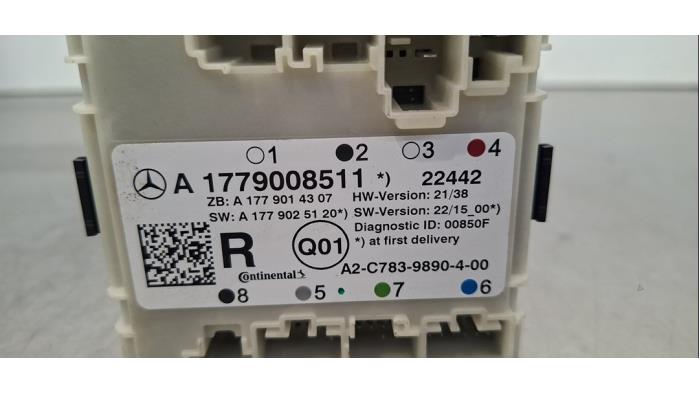 1 2 3 4
A 1779008511 *) 22442
ZB: A 177 901 43 07 HW-Version: 21/38
SW: A 177 902 51 20*) SW-Version: 22/15_00*)
Diagnostic ID: 00850F
R Q01 *) at first delivery
Continental A2-C783-9890-4-00
8 5 7 6